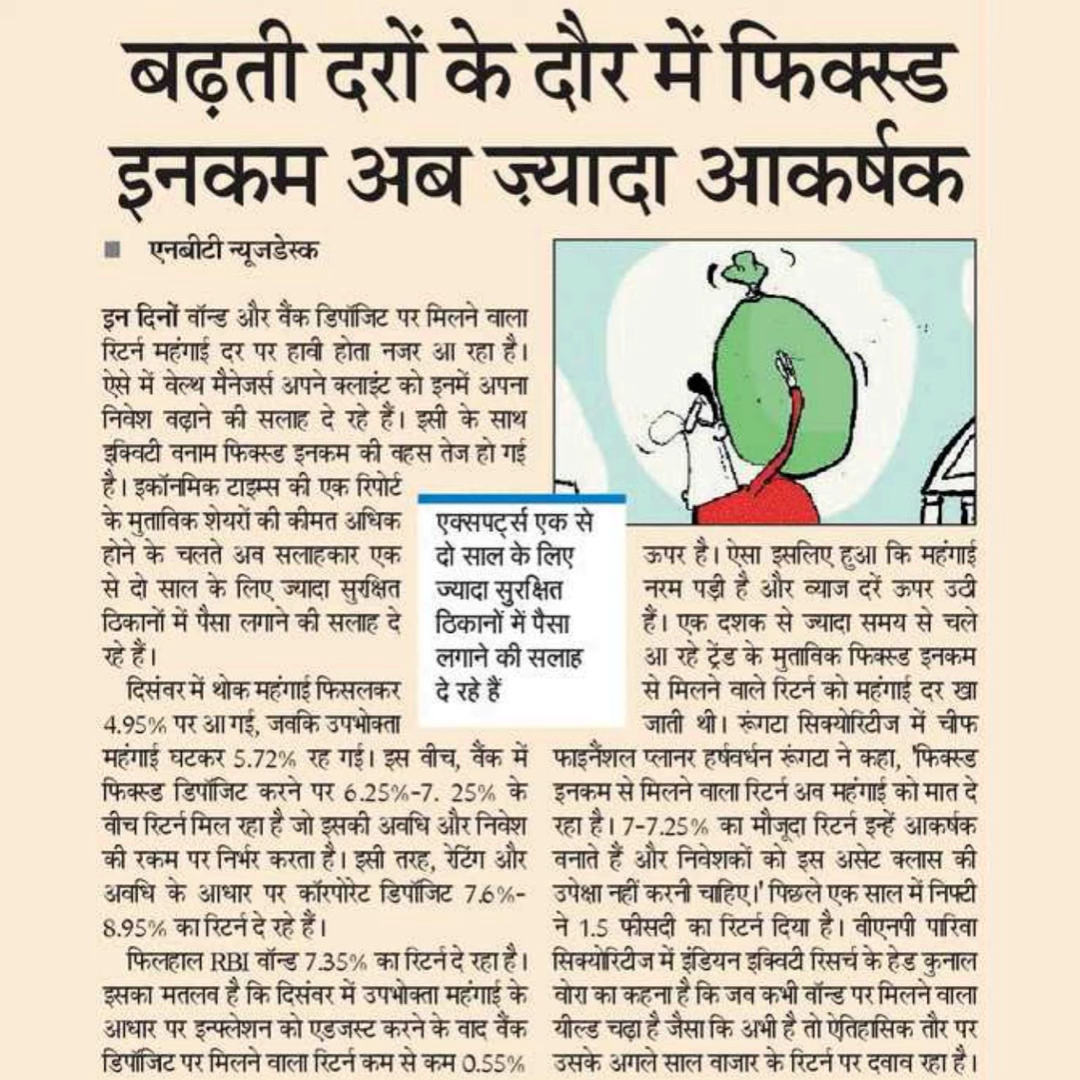 बढ़ती दरों के दौर में फिक्स्ड
इनकम अब ज़्यादा आकर्षक
एनबीटी न्यूजडेस्क
इन दिनों बॉन्ड और बैंक डिपॉजिट पर मिलने वाला
रिटर्न महंगाई दर पर हावी होता नजर आ रहा है।
ऐसे में वेल्थ मैनेजर्स अपने क्लाइंट को इनमें अपना
निवेश बढ़ाने की सलाह दे रहे हैं। इसी के साथ
इक्विटी बनाम फिक्स्ड इनकम की बहस तेज हो गई
है। इकॉनमिक टाइम्स की एक रिपोर्ट
के मुताबिक शेयरों की कीमत अधिक
होने के चलते अब सलाहकार एक
से दो साल के लिए ज्यादा सुरक्षित
ठिकानों में पैसा लगाने की सलाह दे
रहे हैं।
दिसंबर में थोक महंगाई फिसलकर
4.95% पर आ गई, जबकि उपभोक्ता
महंगाई घटकर 5.72% रह गई। इस बीच, बैंक में
फिक्स्ड डिपॉजिट करने पर 6.25%-7. 25% के
बीच रिटर्न मिल रहा है जो इसकी अवधि और निवेश
की रकम पर निर्भर करता है। इसी तरह, रेटिंग और
अवधि के आधार पर कॉरपोरेट डिपॉजिट 7.6%-
8.95% का रिटर्न दे रहे हैं।
फिलहाल RBI बॉन्ड 7.35% का रिटर्न दे रहा है।
इसका मतलब है कि दिसंबर में उपभोक्ता महंगाई के
आधार पर इन्फ्लेशन को एडजस्ट करने के बाद बैंक
डिपॉजिट पर मिलने वाला रिटर्न कम से कम 0.55%
एक्सपर्ट्स एक से
दो साल के लिए
ज्यादा सुरक्षित
ठिकानों में पैसा
लगाने की सलाह
दे रहे हैं
ऊपर है। ऐसा इसलिए हुआ कि महंगाई
नरम पड़ी है और ब्याज दरें ऊपर उठी
हैं। एक दशक से ज्यादा समय से चले
आ रहे ट्रेंड के मुताबिक फिक्स्ड इनकम
से मिलने वाले रिटर्न को महंगाई दर खा
जाती थी। रूंगटा सिक्योरिटीज में चीफ
फाइनैंशल प्लानर हर्षवर्धन रूंगटा ने कहा, 'फिक्स्ड
इनकम से मिलने वाला रिटर्न अब महंगाई को मात दे
रहा है। 7-7.25% का मौजूदा रिटर्न इन्हें आकर्षक
बनाते हैं और निवेशकों को इस असेट क्लास की
उपेक्षा नहीं करनी चाहिए।' पिछले एक साल में निफ्टी
ने 1.5 फीसदी का रिटर्न दिया है। बीएनपी पारिबा
सिक्योरिटीज में इंडियन इक्विटी रिसर्च के हेड कुनाल
वोरा का कहना है कि जब कभी बॉन्ड पर मिलने वाला
यील्ड चढ़ा है जैसा कि अभी है तो ऐतिहासिक तौर पर
उसके अगले साल बाजार के रिटर्न पर दबाव रहा है।